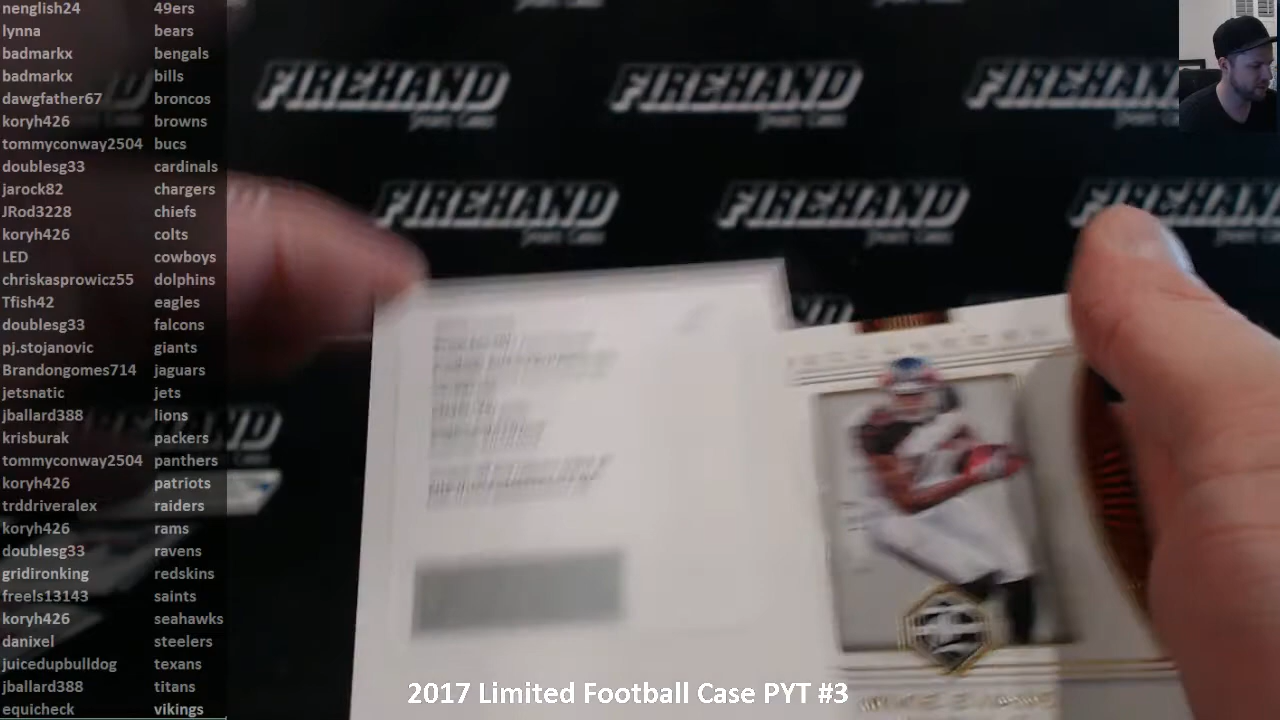 nenglish24 49ers
lynna bears
badmarkx bengals
badmarkx bills
dawgfather67 broncos
koryh426 browns
tommyconway2504 bucs
doublesg33 cardinals
jarock82 chargers
JRod3228 chiefs
koryh426 colts
LED cowboys
chriskasprowicz55 dolphins
Tfish42 eagles
doublesg33 falcons
pj.stojanovic giants
Brandongomes714 jaguars
jetsnatic jets
jballard388 lions
krisburak packers
tommyconway2504 panthers
koryh426 patriots
trddriveralex raiders
koryh426 rams
doublesg33 ravens
gridironking redskins
freels13143 saints
koryh426 seahawks
danixel steelers
juicedupbulldog texans
jballard388 titans
equicheck vikings
FIREHAND FIREHAND FIREHAND
FIREHAND FIREHAND FIREHAND
2017 Limited Football Case PYT #3